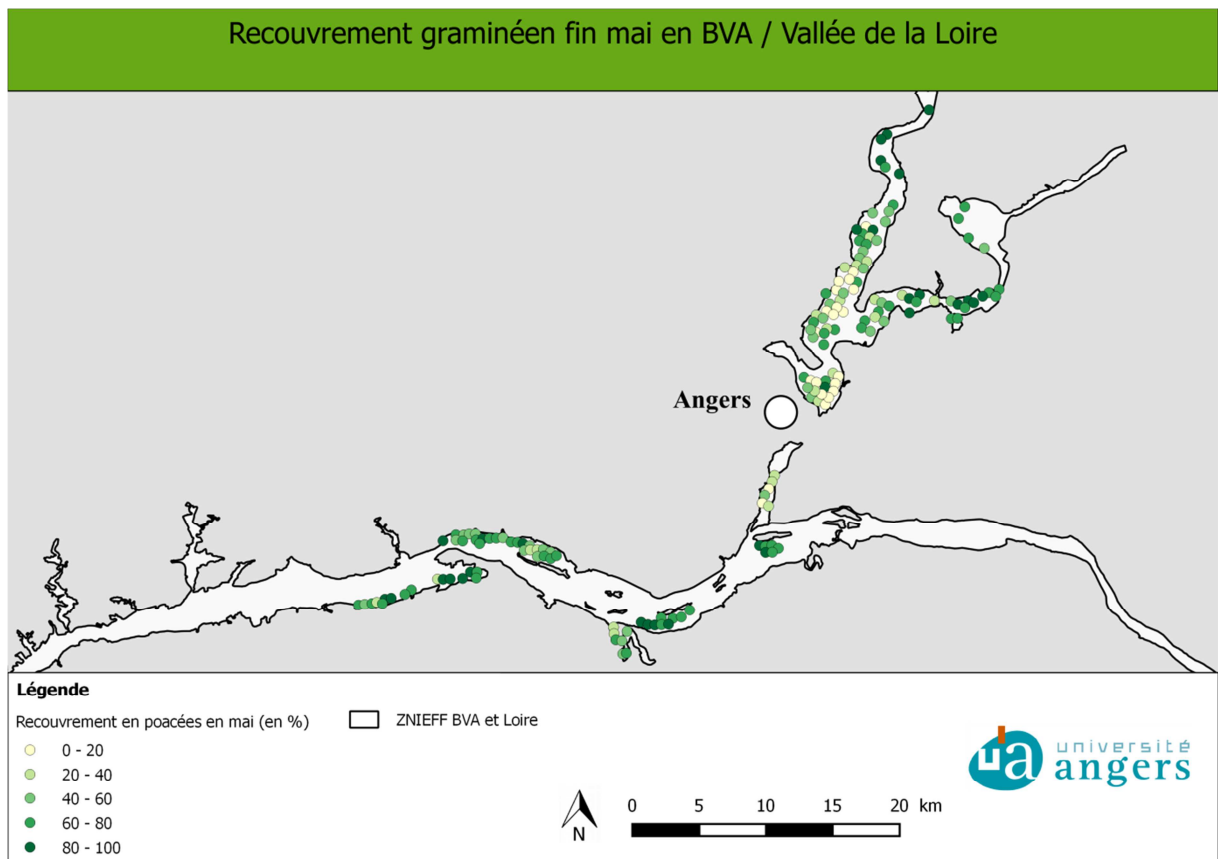 Recouvrement graminéen fin mai en BVA / Vallée de la Loire
Angers
Légende
Recouvrement en poacées en mai (en %)
ZNIEFF BVA et Loire
0 - 20
20 - 40
40 - 60
60 - 80
80 - 100
N
0 5 10 15 20 km
ua
université
angers